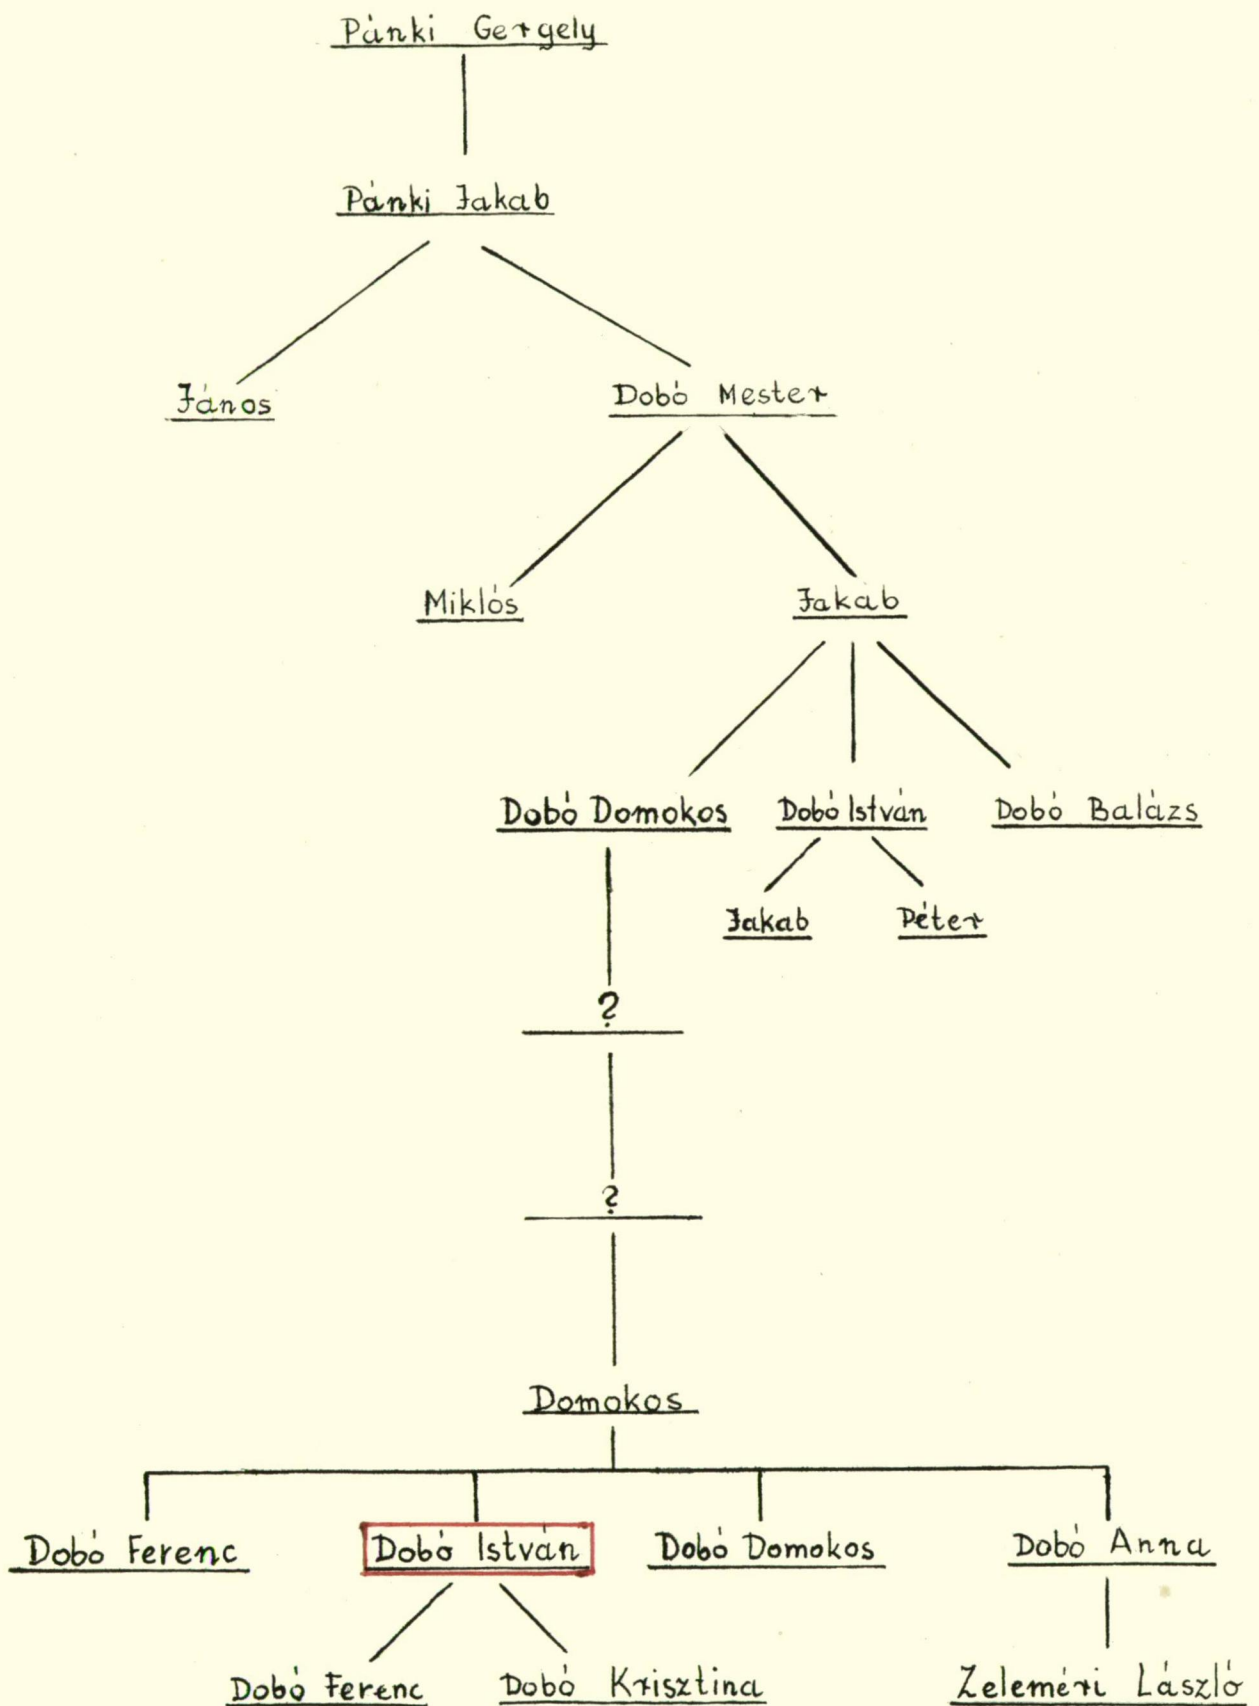 Pánki Gergely
Pánki Jakab
János Dobó Mester
Miklós Jakab
Dobó Domokos Dobó István Dobó Balázs
Jakab Péter
?
?
Domokos
Dobó Ferenc Dobó István Dobó Domokos Dobó Anna
Dobó Ferenc Dobó Krisztina Zeleméri László